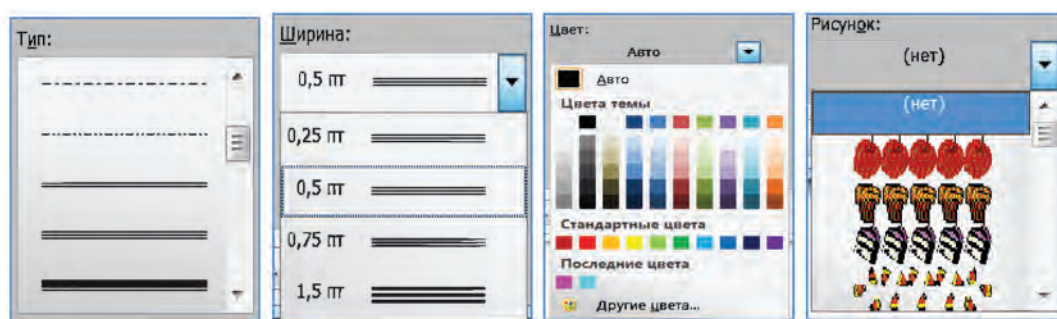 Тип:
Ширина:
0,5 пт
0,25 пт
0,5 пт
0,75 пт
1,5 пт
Цвет:
Авто
Авто
Цвета темы
Стандартные цвета
Последние цвета
Другие цвета...
Рисунок:
(нет)
(нет)